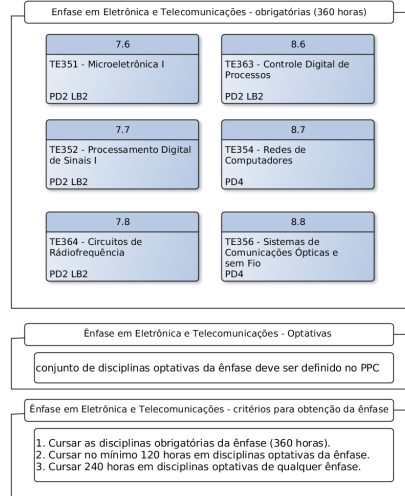 Ênfase em Eletrônica e Telecomunicações - obrigatórias (360 horas)
7.6
TE351 - Microeletrônica I
PD2 LB2
8.6
TE363 - Controle Digital de
Processos
PD2 LB2
7.7
TE352 - Processamento Digital
de Sinais I
PD2 LB2
8.7
TE354 - Redes de
Computadores
PD4
7.8
TE364 - Circuitos de
Rádiofrequência
PD2 LB2
8.8
TE356 - Sistemas de
Comunicações Ópticas e
sem Fio
PD4
Ênfase em Eletrônica e Telecomunicações - Optativas
conjunto de disciplinas optativas da ênfase deve ser definido no PPC
Ênfase em Eletrônica e Telecomunicações - critérios para obtenção da ênfase
1. Cursar as disciplinas obrigatórias da ênfase (360 horas).
2. Cursar no mínimo 120 horas em disciplinas optativas da ênfase.
3. Cursar 240 horas em disciplinas optativas de qualquer ênfase.